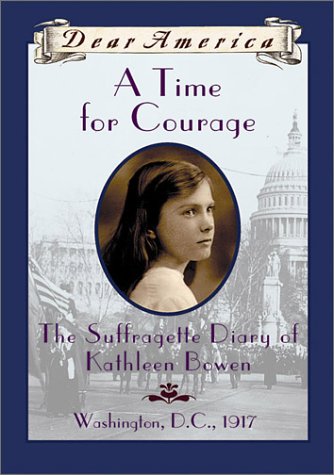 Dear America
A Time
for Courage
The Suffragette Diary of
Kathleen Bowen
Washington, D.C., 1917